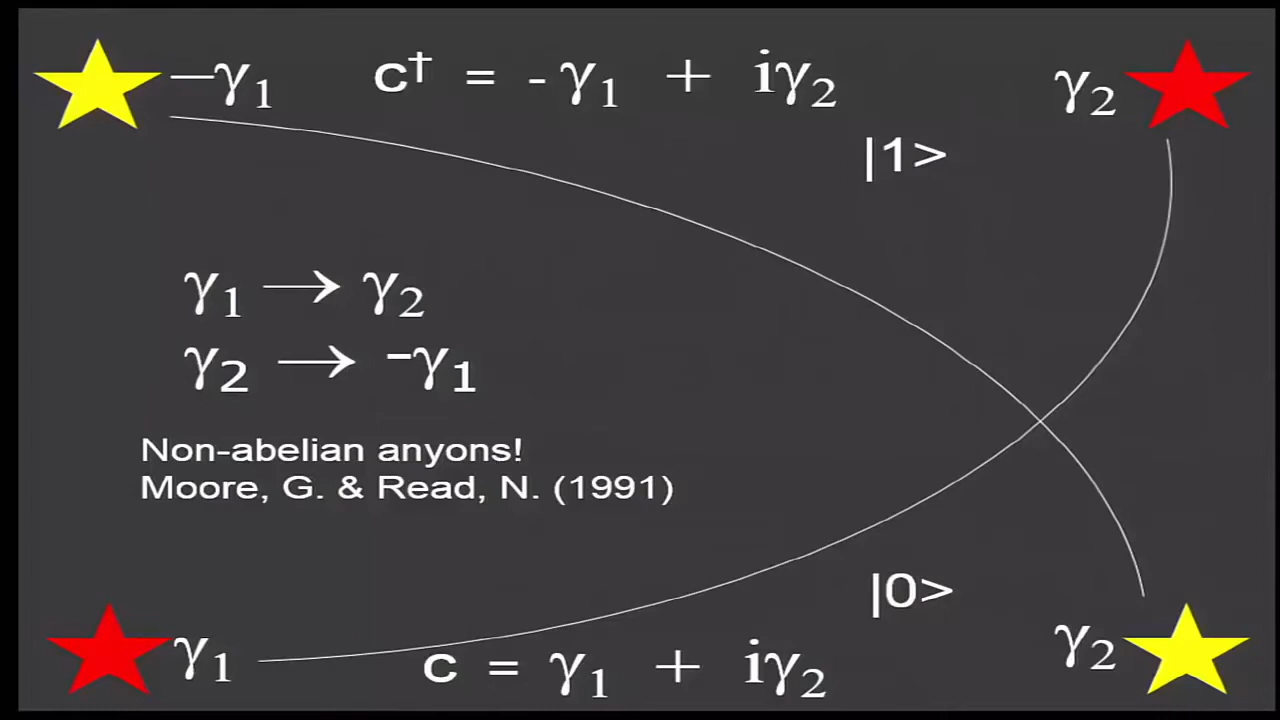 −γ₁ c† = - γ₁ + iγ₂ γ₂
|1>
γ₁ → γ₂
γ₂ → −γ₁
Non-abelian anyons!
Moore, G. & Read, N. (1991)
|0>
γ₁ c = γ₁ + iγ₂ γ₂